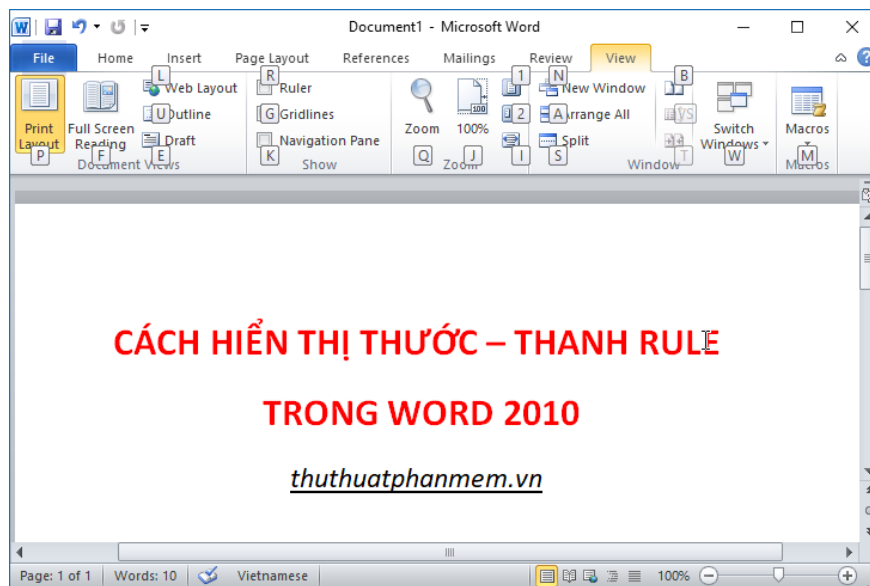 Document1 - Microsoft Word
File Home Insert Page Layout References Mailings Review View
L R 1 N B
Web Layout Ruler New Window
U Outline G Gridlines 2 A Arrange All VS
Print Layout Full Screen Reading Draft Navigation Pane Zoom 100% Split Switch Windows Macros
P F E K Q J I S T W M
Document Views Show Zoom Window Macros
CÁCH HIỂN THỊ THƯỚC – THANH RULE
TRONG WORD 2010
thuthuatphanmem.vn
Page: 1 of 1 Words: 10 Vietnamese 100%